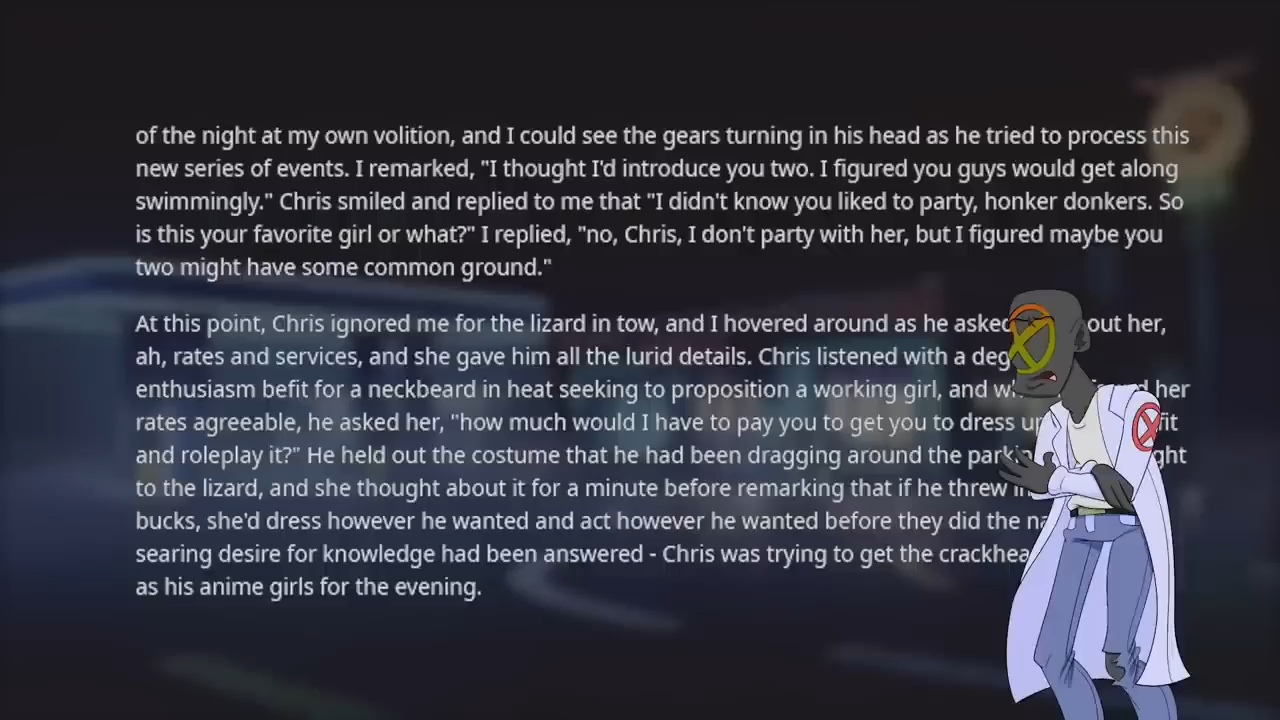 of the night at my own volition, and I could see the gears turning in his head as he tried to process this
new series of events. I remarked, "I thought I'd introduce you two. I figured you guys would get along
swimmingly." Chris smiled and replied to me that "I didn't know you liked to party, honker donkers. So
is this your favorite girl or what?" I replied, "no, Chris, I don't party with her, but I figured maybe you
two might have some common ground."
At this point, Chris ignored me for the lizard in tow, and I hovered around as he asked out her,
ah, rates and services, and she gave him all the lurid details. Chris listened with a deg
enthusiasm befit for a neckbeard in heat seeking to proposition a working girl, and her
rates agreeable, he asked her, "how much would I have to pay you to get you to dress
and roleplay it?" He held out the costume that he had been dragging around the
to the lizard, and she thought about it for a minute before remarking that if he threw
bucks, she'd dress however he wanted and act however he wanted before they did the
searing desire for knowledge had been answered - Chris was trying to get the
as his anime girls for the evening.